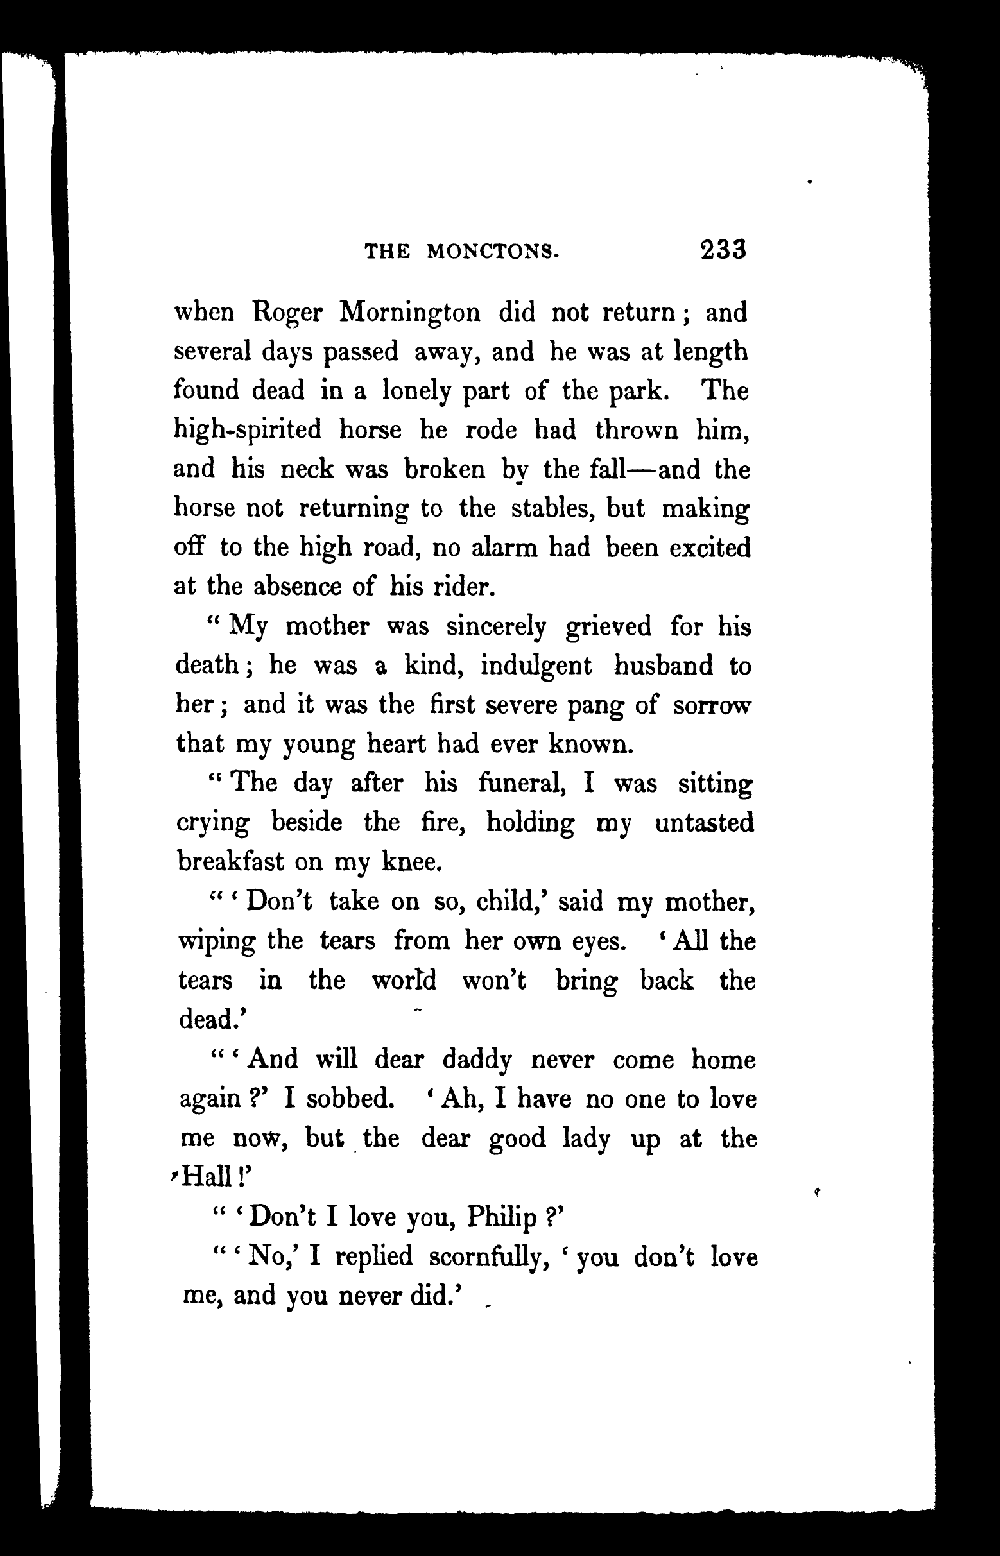 THE MONCTONS. 233
when Roger Mornington did not return; and
several days passed away, and he was at length
found dead in a lonely part of the park. The
high-spirited horse he rode had thrown him,
and his neck was broken by the fall—and the
horse not returning to the stables, but making
off to the high road, no alarm had been excited
at the absence of his rider.
“ My mother was sincerely grieved for his
death; he was a kind, indulgent husband to
her; and it was the first severe pang of sorrow
that my young heart had ever known.
“ The day after his funeral, I was sitting
crying beside the fire, holding my untasted
breakfast on my knee.
“ ‘ Don’t take on so, child,’ said my mother,
wiping the tears from her own eyes. ‘ All the
tears in the world won’t bring back the
dead.’
“ ‘ And will dear daddy never come home
again ?’ I sobbed. ‘ Ah, I have no one to love
me now, but the dear good lady up at the
Hall !’
“ ‘ Don’t I love you, Philip ?’
“ ‘ No,’ I replied scornfully, ‘ you don’t love
me, and you never did.’